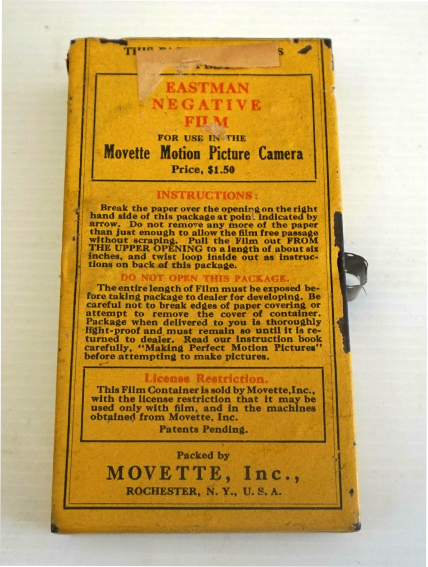 THIS
EASTMAN
NEGATIVE
FILM
FOR USE IN THE
Movette Motion Picture Camera
Price, $1.50
INSTRUCTIONS:
Break the paper over the opening on the right
hand side of this package at point indicated by
arrow. Do not remove any more of the paper
than just enough to allow the film free passage
without scraping. Pull the Film out FROM
THE UPPER OPENING to a length of about six
inches, and twist loop inside out as instruc-
tions on back of this package.
DO NOT OPEN THIS PACKAGE.
The entire length of Film must be exposed be-
fore taking package to dealer for developing. Be
careful not to break edges of paper covering or
attempt to remove the cover of container.
Package when delivered to you is thoroughly
light-proof and must remain so until it is re-
turned to dealer. Read our instruction book
carefully, "Making Perfect Motion Pictures"
before attempting to make pictures.
License Restriction.
This Film Container is sold by Movette, Inc.,
with the license restriction that it may be
used only with film, and in the machines
obtained from Movette, Inc.
Patents Pending.
Packed by
MOVETTE, Inc.,
ROCHESTER, N. Y., U. S. A.